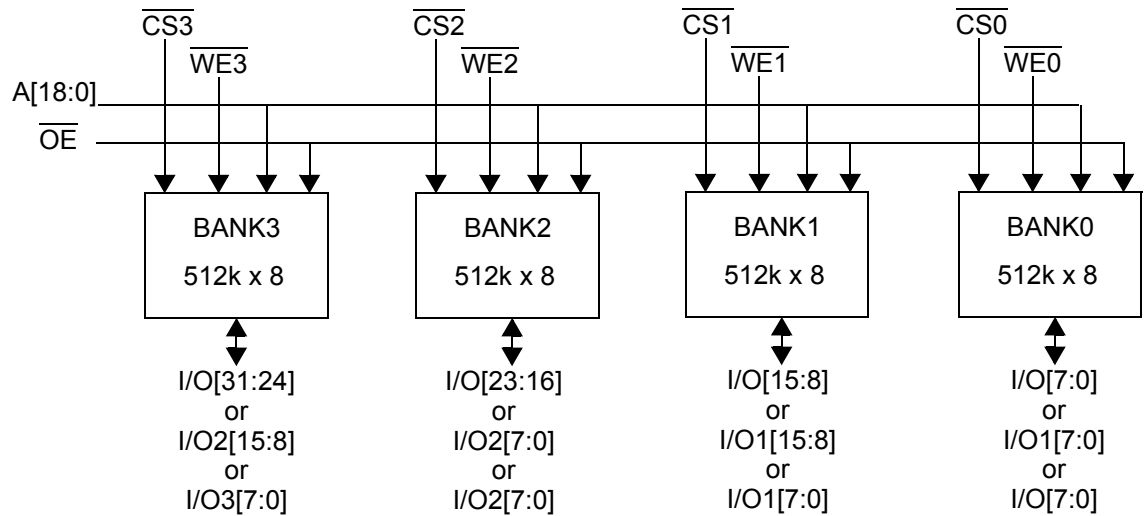 CS3 CS2 CS1 CS0
WE3 WE2 WE1 WE0
A[18:0]
OE
BANK3 BANK2 BANK1 BANK0
512k x 8 512k x 8 512k x 8 512k x 8
I/O[31:24] I/O[23:16] I/O[15:8] I/O[7:0]
or or or or
I/O2[15:8] I/O2[7:0] I/O1[15:8] I/O1[7:0]
or or or or
I/O3[7:0] I/O2[7:0] I/O1[7:0] I/O[7:0]